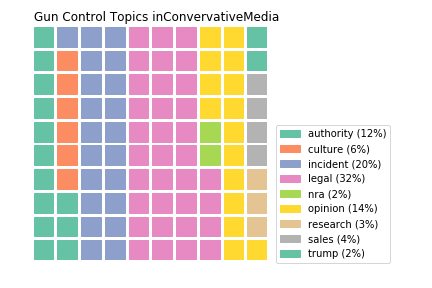 Gun Control Topics inConvervativeMedia
authority (12%)
culture (6%)
incident (20%)
legal (32%)
nra (2%)
opinion (14%)
research (3%)
sales (4%)
trump (2%)